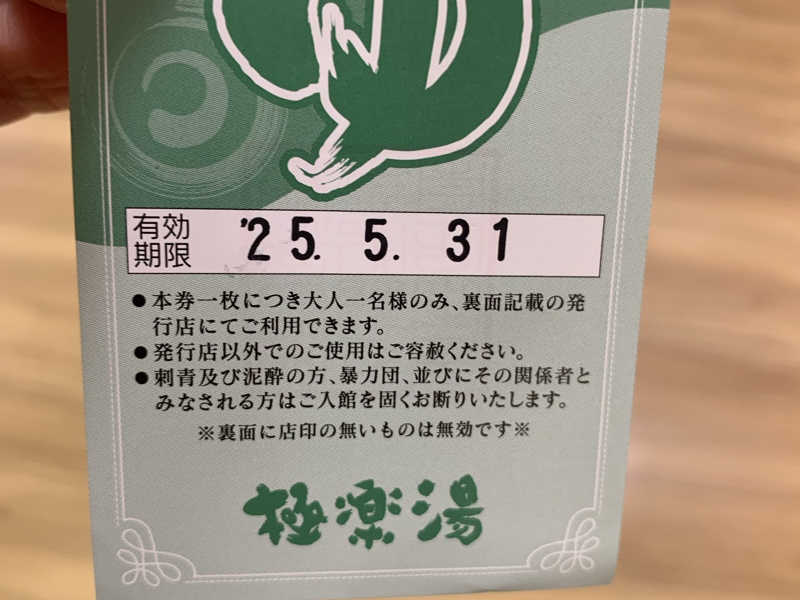 有効期限 '25. 5. 31
●本券一枚につき大人一名様のみ、裏面記載の発
行店にてご利用できます。
●発行店以外でのご使用はご容赦ください。
●刺青及び泥酔の方、暴力団、並びにその関係者と
みなされる方はご入館を固くお断りいたします。
※裏面に店印の無いものは無効です※
極楽湯